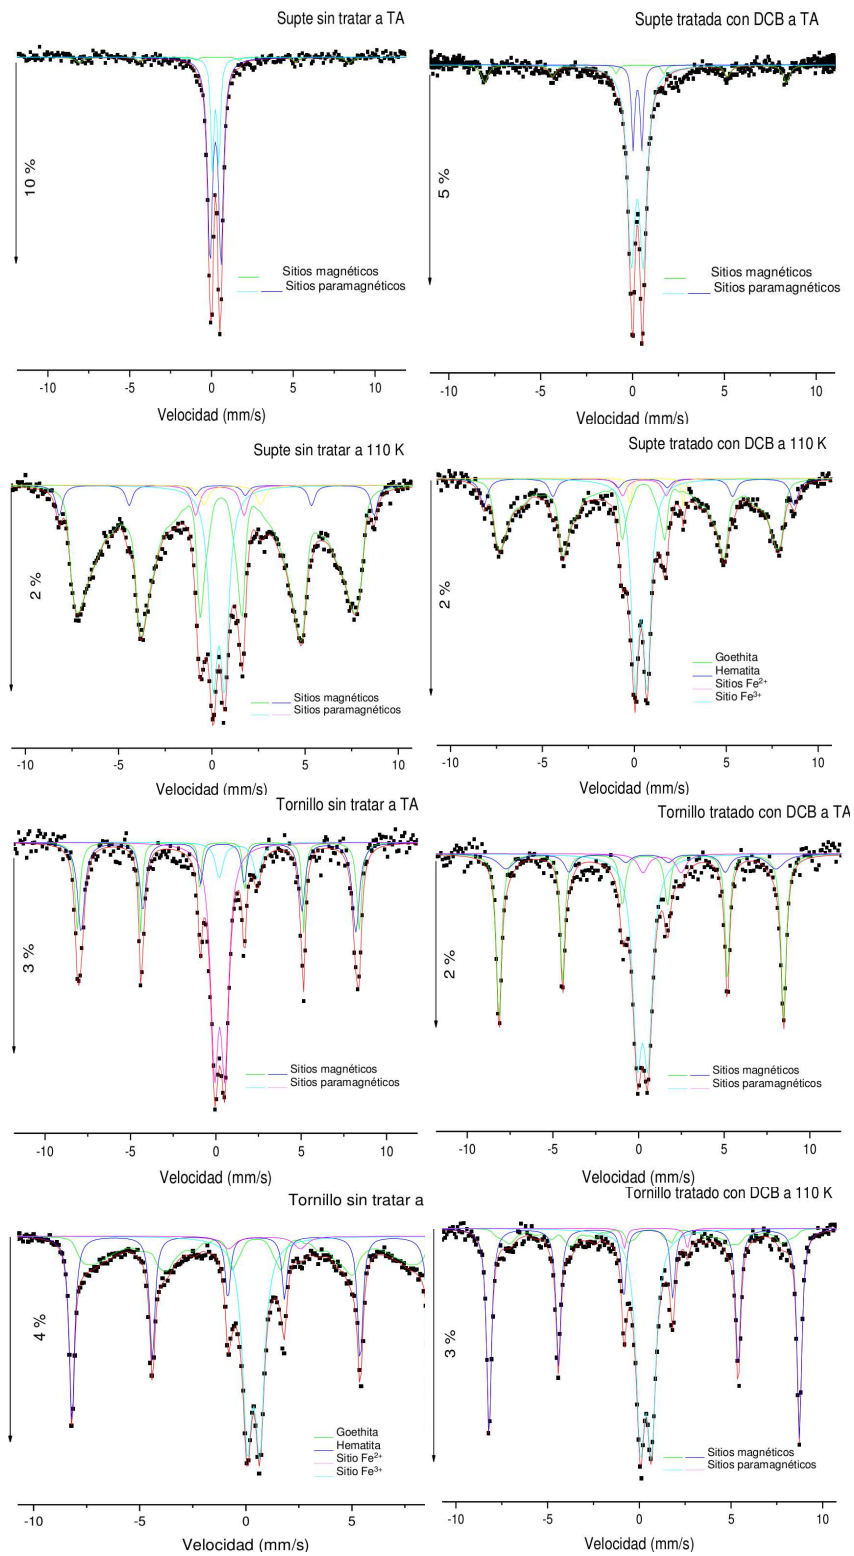 Supte sin tratar a TA
10 %
Sitios magnéticos
Sitios paramagnéticos
-10 -5 0 5 10
Velocidad (mm/s)
Supte tratada con DCB a TA
5 %
Sitios magnéticos
Sitios paramagnéticos
-10 -5 0 5 10
Velocidad (mm/s)
Supte sin tratar a 110 K
2 %
Sitios magnéticos
Sitios paramagnéticos
-10 -5 0 5 10
Velocidad (mm/s)
Supte tratado con DCB a 110 K
2 %
Goethita
Hematita
Sitios Fe²⁺
Sitio Fe³⁺
-10 -5 0 5 10
Velocidad (mm/s)
Tornillo sin tratar a TA
3 %
Sitios magnéticos
Sitios paramagnéticos
-10 -5 0 5 10
Velocidad (mm/s)
Tornillo tratado con DCB a TA
2 %
Sitios magnéticos
Sitios paramagnéticos
-10 -5 0 5 10
Velocidad (mm/s)
Tornillo sin tratar a
4 %
Goethita
Hematita
Sitio Fe²⁺
Sitio Fe³⁺
-10 -5 0 5
Velocidad (mm/s)
Tornillo tratado con DCB a 110 K
3 %
Sitios magnéticos
Sitios paramagnéticos
-10 -5 0 5 10
Velocidad (mm/s)